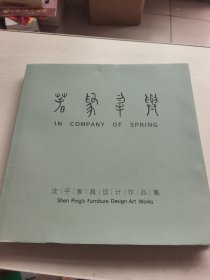 IN COMPANY OF SPRING
沈平家具设计作品集
Shen Ping's Furniture Design Art Works